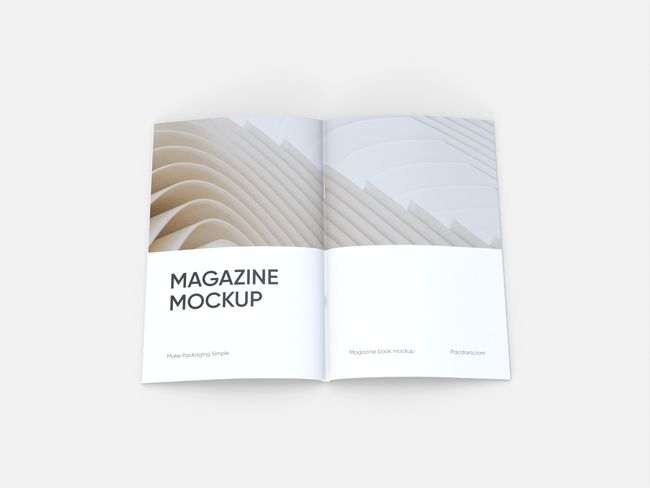 MAGAZINE
MOCKUP
Make Packaging Simple
Magazine book mockup
Pacdora.com